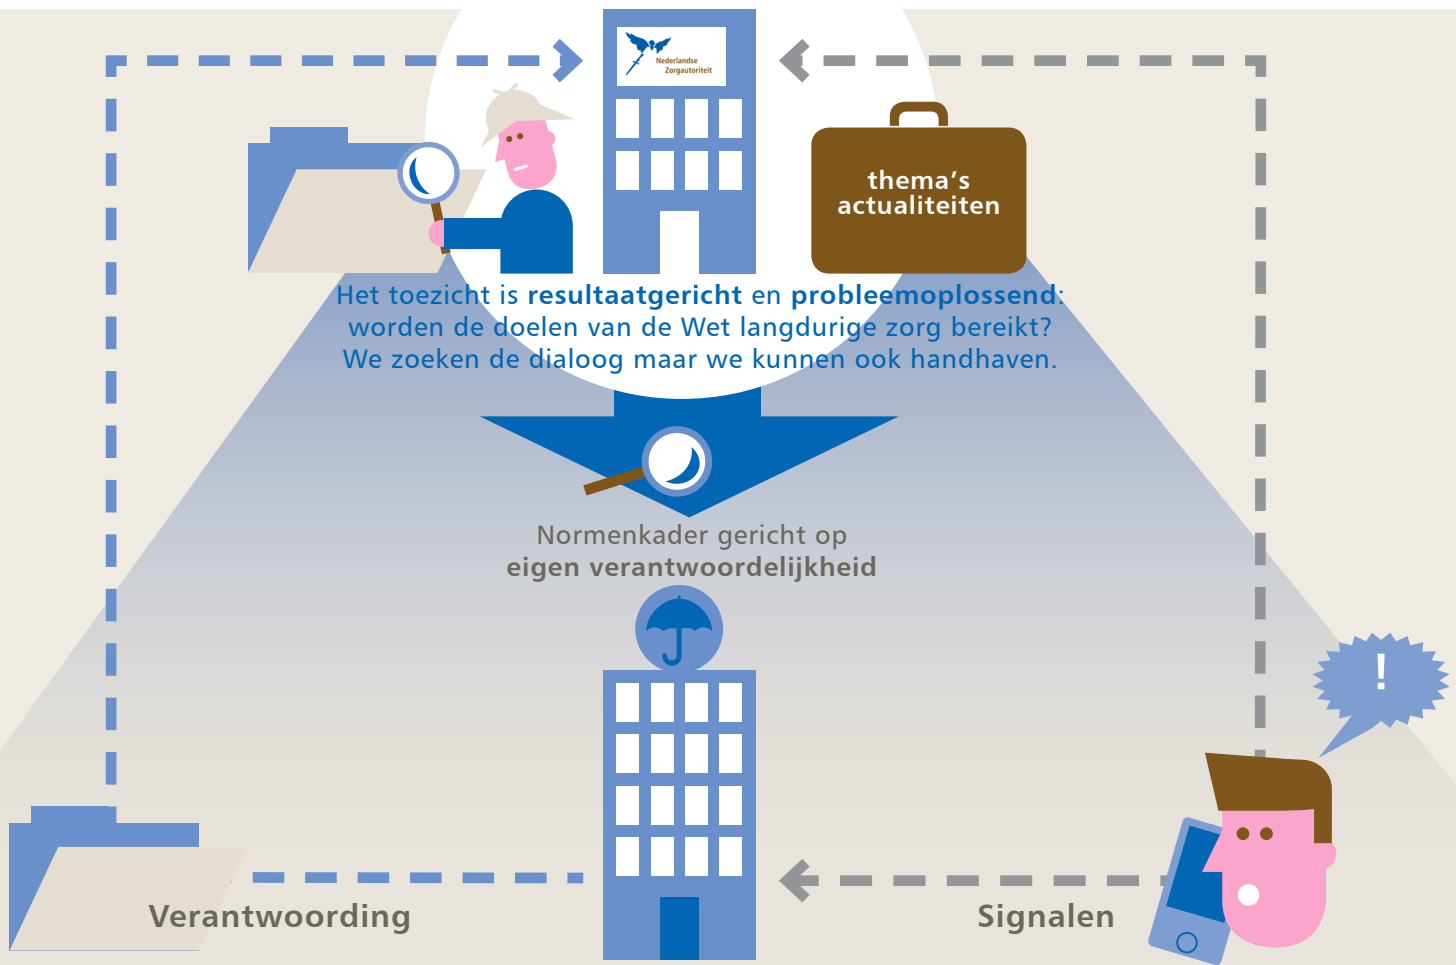 Nederlandse
Zorgautoriteit
thema's
actualiteiten
Het toezicht is resultaatgericht en probleemoplossend:
worden de doelen van de Wet langdurige zorg bereikt?
We zoeken de dialoog maar we kunnen ook handhaven.
Normenkader gericht op
eigen verantwoordelijkheid
!
Verantwoording
Signalen